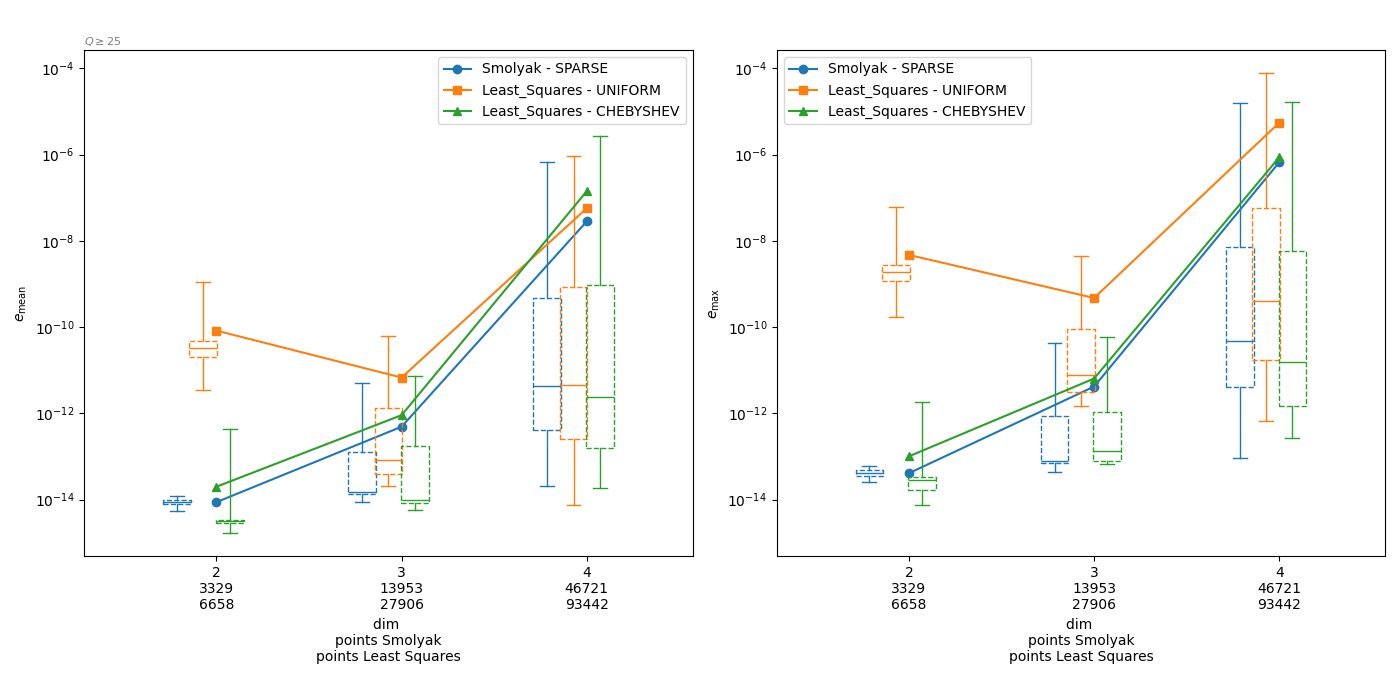 Q ≥ 25
10⁻⁴
10⁻⁶
10⁻⁸
10⁻¹⁰
10⁻¹²
10⁻¹⁴
e_mean
Smolyak - SPARSE
Least_Squares - UNIFORM
Least_Squares - CHEBYSHEV
2 3 4
3329 13953 46721
6658 27906 93442
dim
points Smolyak
points Least Squares
10⁻⁴
10⁻⁶
10⁻⁸
10⁻¹⁰
10⁻¹²
10⁻¹⁴
e_max
Smolyak - SPARSE
Least_Squares - UNIFORM
Least_Squares - CHEBYSHEV
2 3 4
3329 13953 46721
6658 27906 93442
dim
points Smolyak
points Least Squares